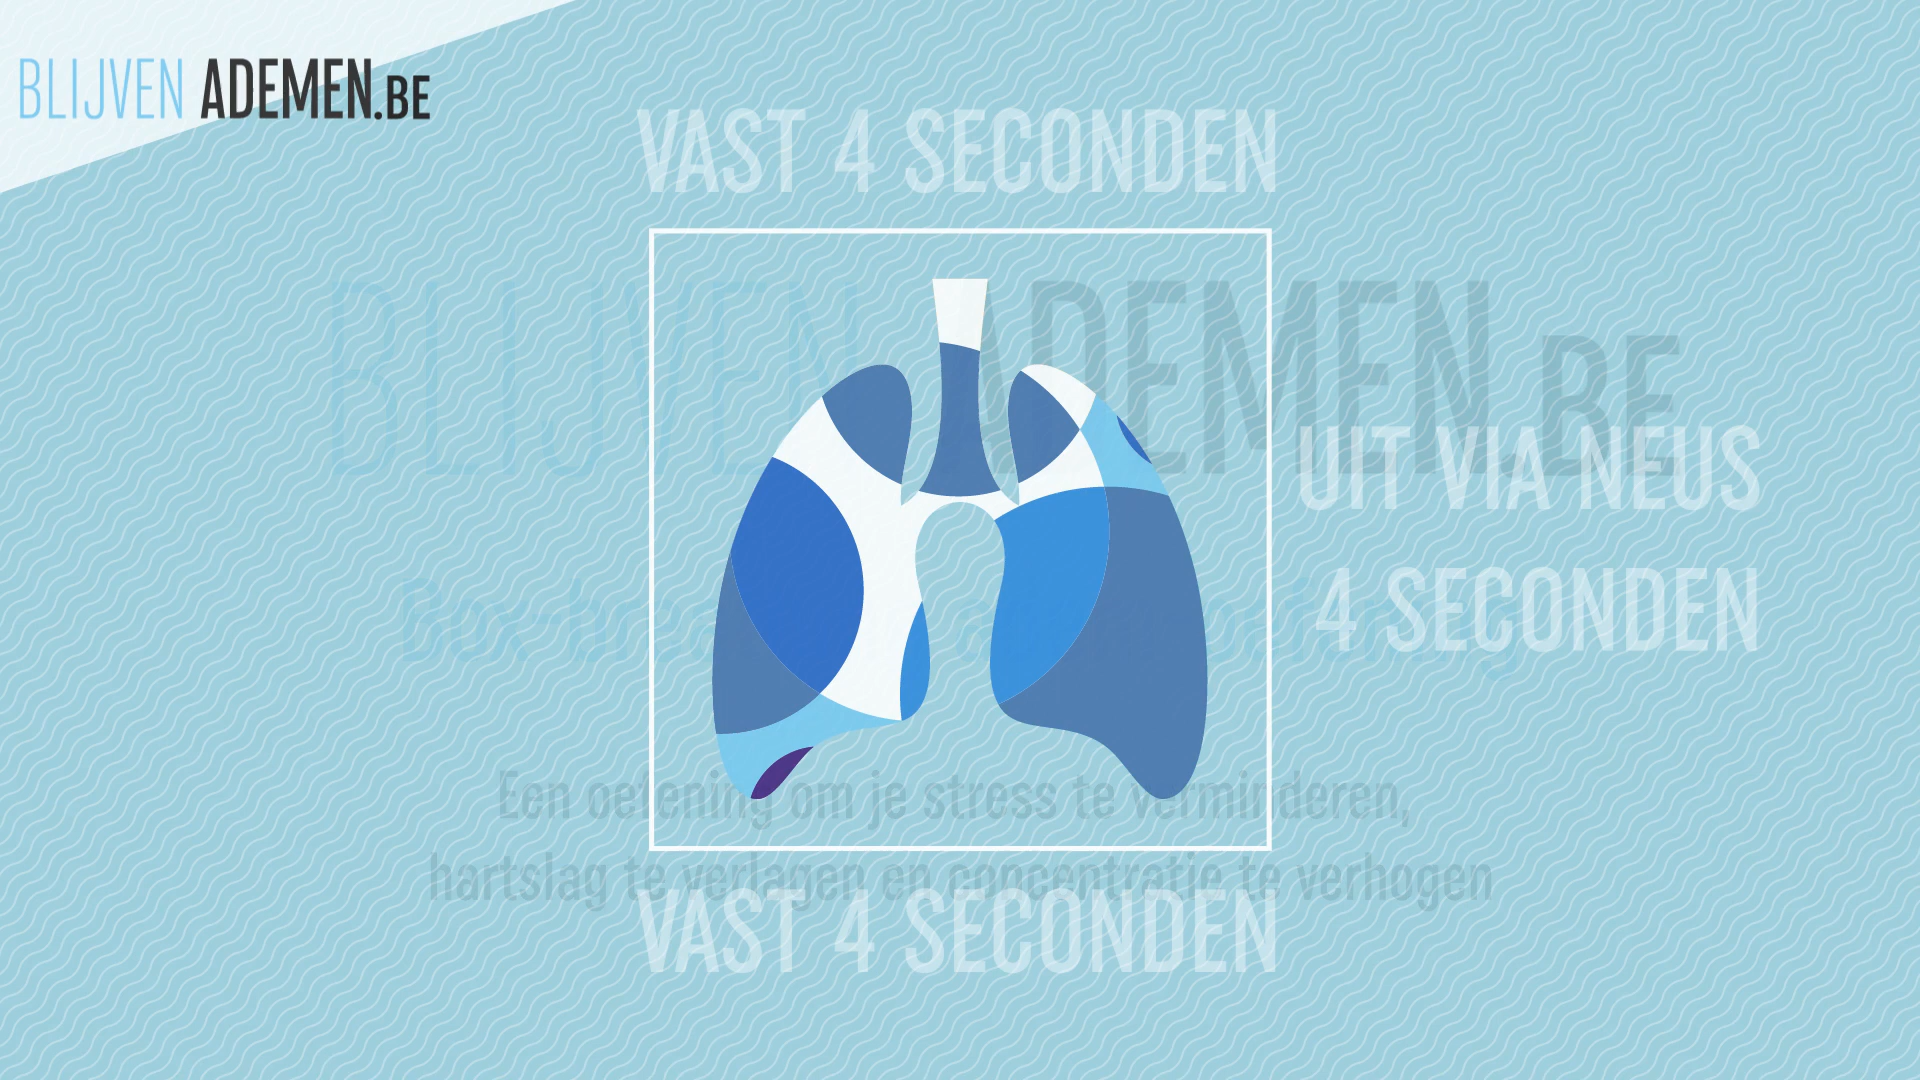 BLIJVEN ADEMEN.BE
VAST 4 SECONDEN
BLIJVEN ADEMEN.BE
UIT VIA NEUS
4 SECONDEN
Een oefening om je stress te verminderen,
hartslag te verlagen en concentratie te verhogen
VAST 4 SECONDEN